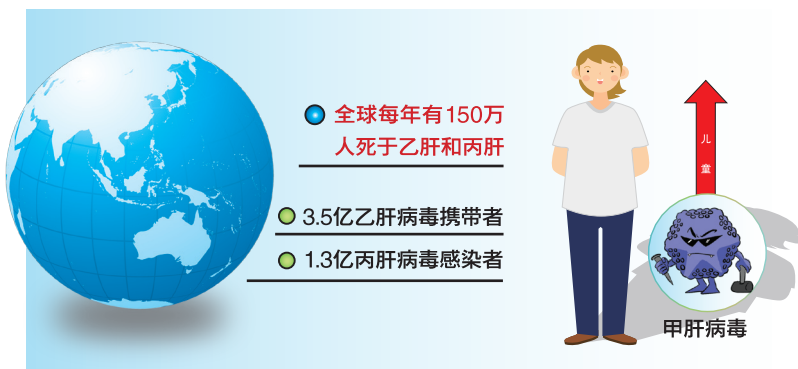 全球每年有150万
人死于乙肝和丙肝
3.5亿乙肝病毒携带者
1.3亿丙肝病毒感染者
儿
童
甲肝病毒